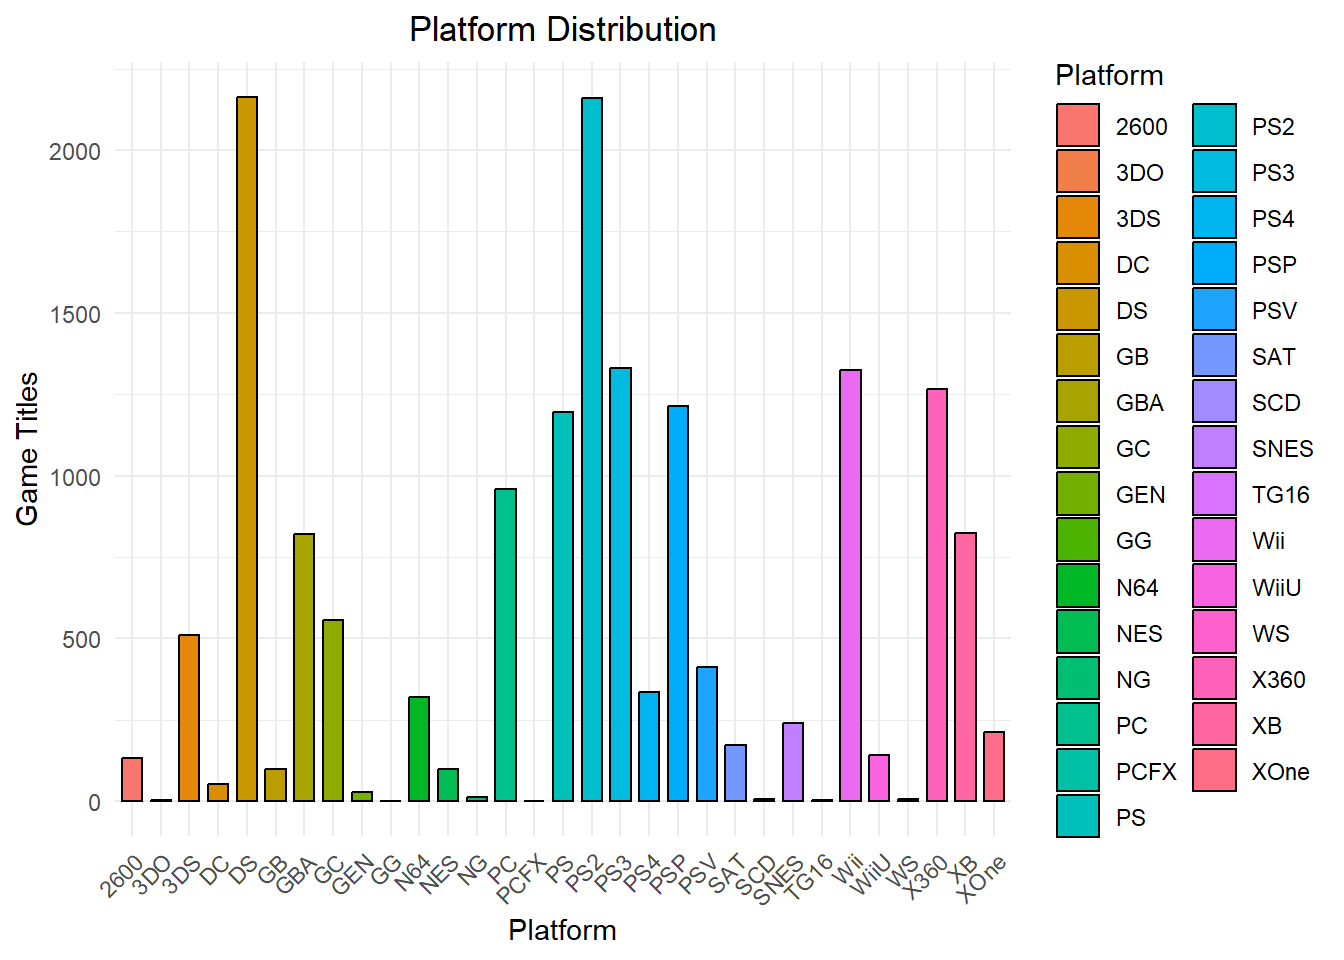 Platform Distribution
Game Titles
2000
1500
1000
500
0
2600
3DO
3DS
DC
DS
GB
GBA
GC
GEN
GG
N64
NES
NG
PC
PCFX
PS
PS2
PS3
PS4
PSP
PSV
SAT
SCD
SNES
TG16
Wii
WiiU
WS
X360
XB
XOne
Platform
Platform
2600
3DO
3DS
DC
DS
GB
GBA
GC
GEN
GG
N64
NES
NG
PC
PCFX
PS
PS2
PS3
PS4
PSP
PSV
SAT
SCD
SNES
TG16
Wii
WiiU
WS
X360
XB
XOne